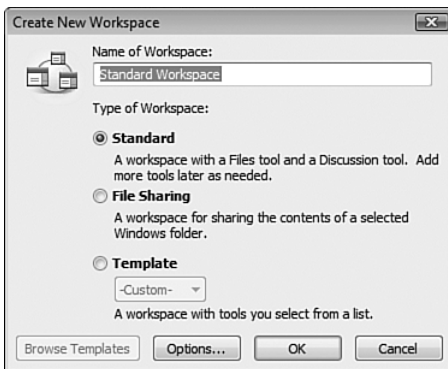 Create New Workspace
Name of Workspace:
Standard Workspace
Type of Workspace:
Standard
A workspace with a Files tool and a Discussion tool. Add
more tools later as needed.
File Sharing
A workspace for sharing the contents of a selected
Windows folder.
Template
-Custom-
A workspace with tools you select from a list.
Browse Templates Options... OK Cancel